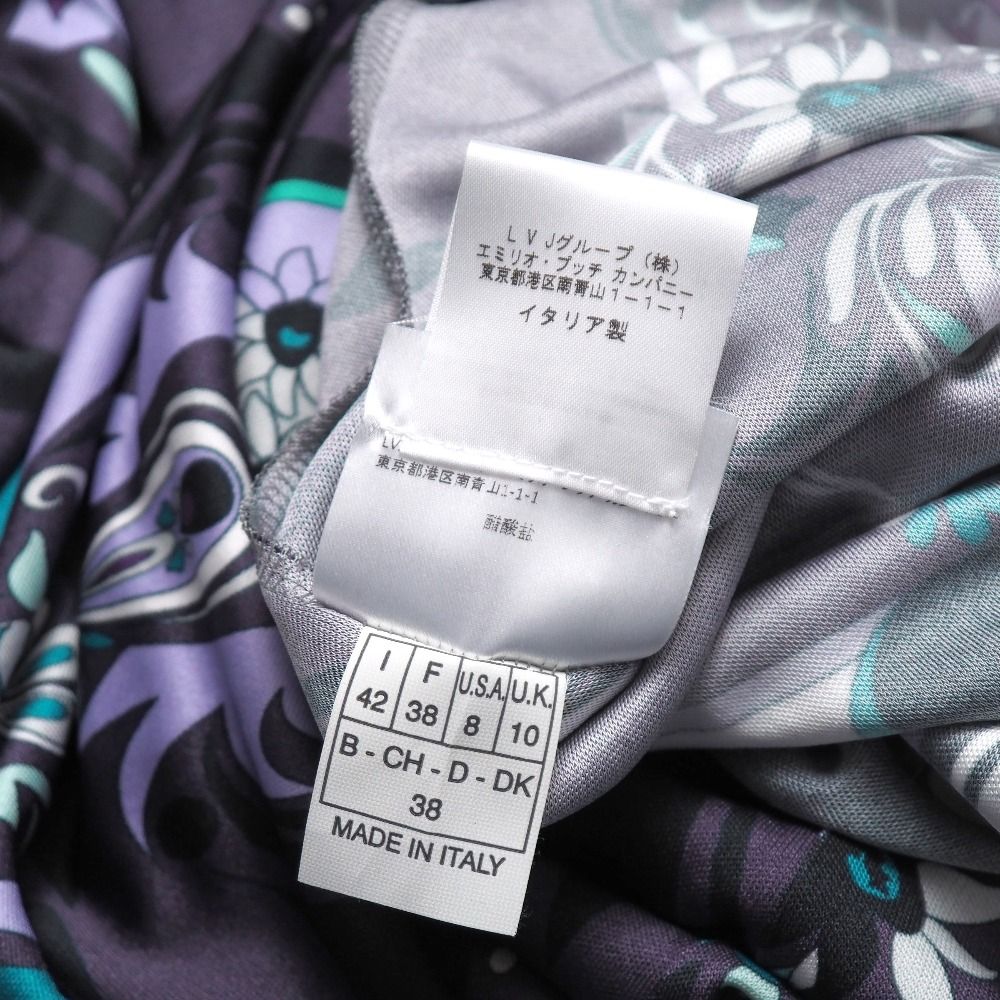 LVJグループ(株)
エミリオ・プッチ カンパニー
東京都港区南青山1-1-1
イタリア製
LV
東京都港区南青山1-1-1
醋酸盐
I F U.S.A. U.K.
42 38 8 10
B - CH - D - DK
38
MADE IN ITALY